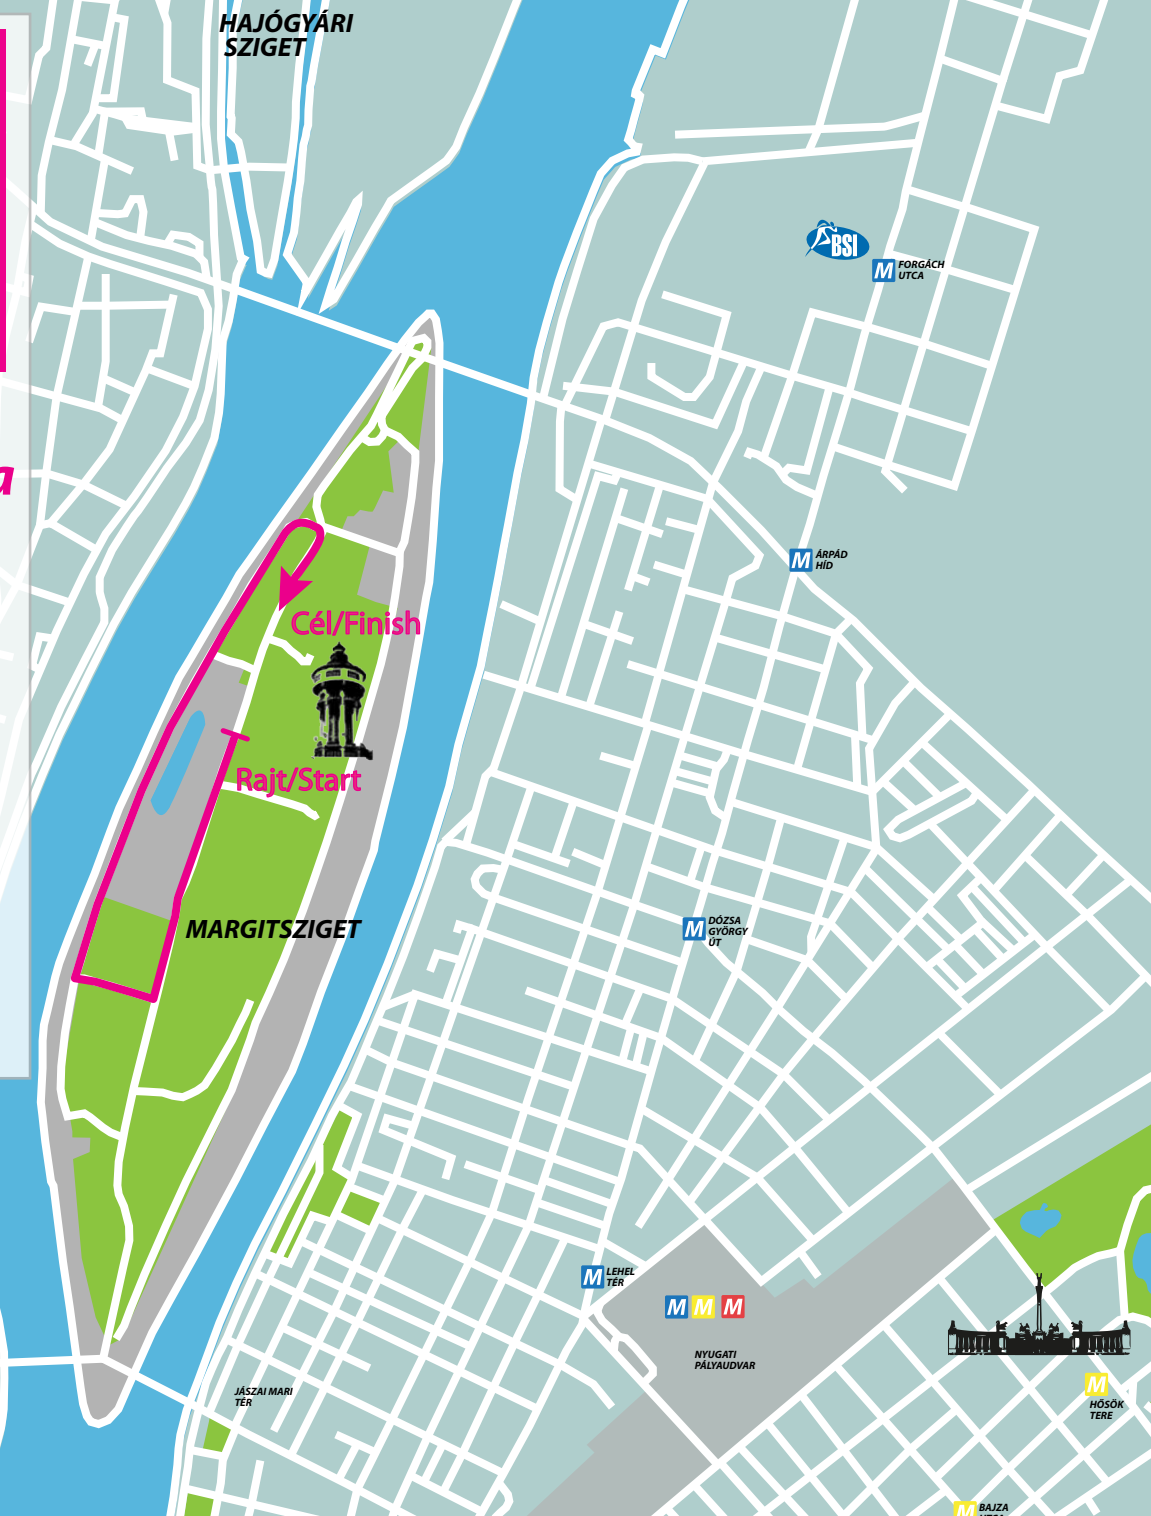 HAJÓGYÁRI
SZIGET
BSI
M
FORGÁCH
UTCA
a
M
ÁRPÁD
HÍD
Cél/Finish
Rajt/Start
MARGITSZIGET
M
DÓZSA
GYÖRGY
ÚT
M
LEHEL
TÉR
M M M
NYUGATI
PÁLYAUDVAR
JÁSZAI MARI
TÉR
M
HŐSÖK
TERE
M
BAJZA
UTCA